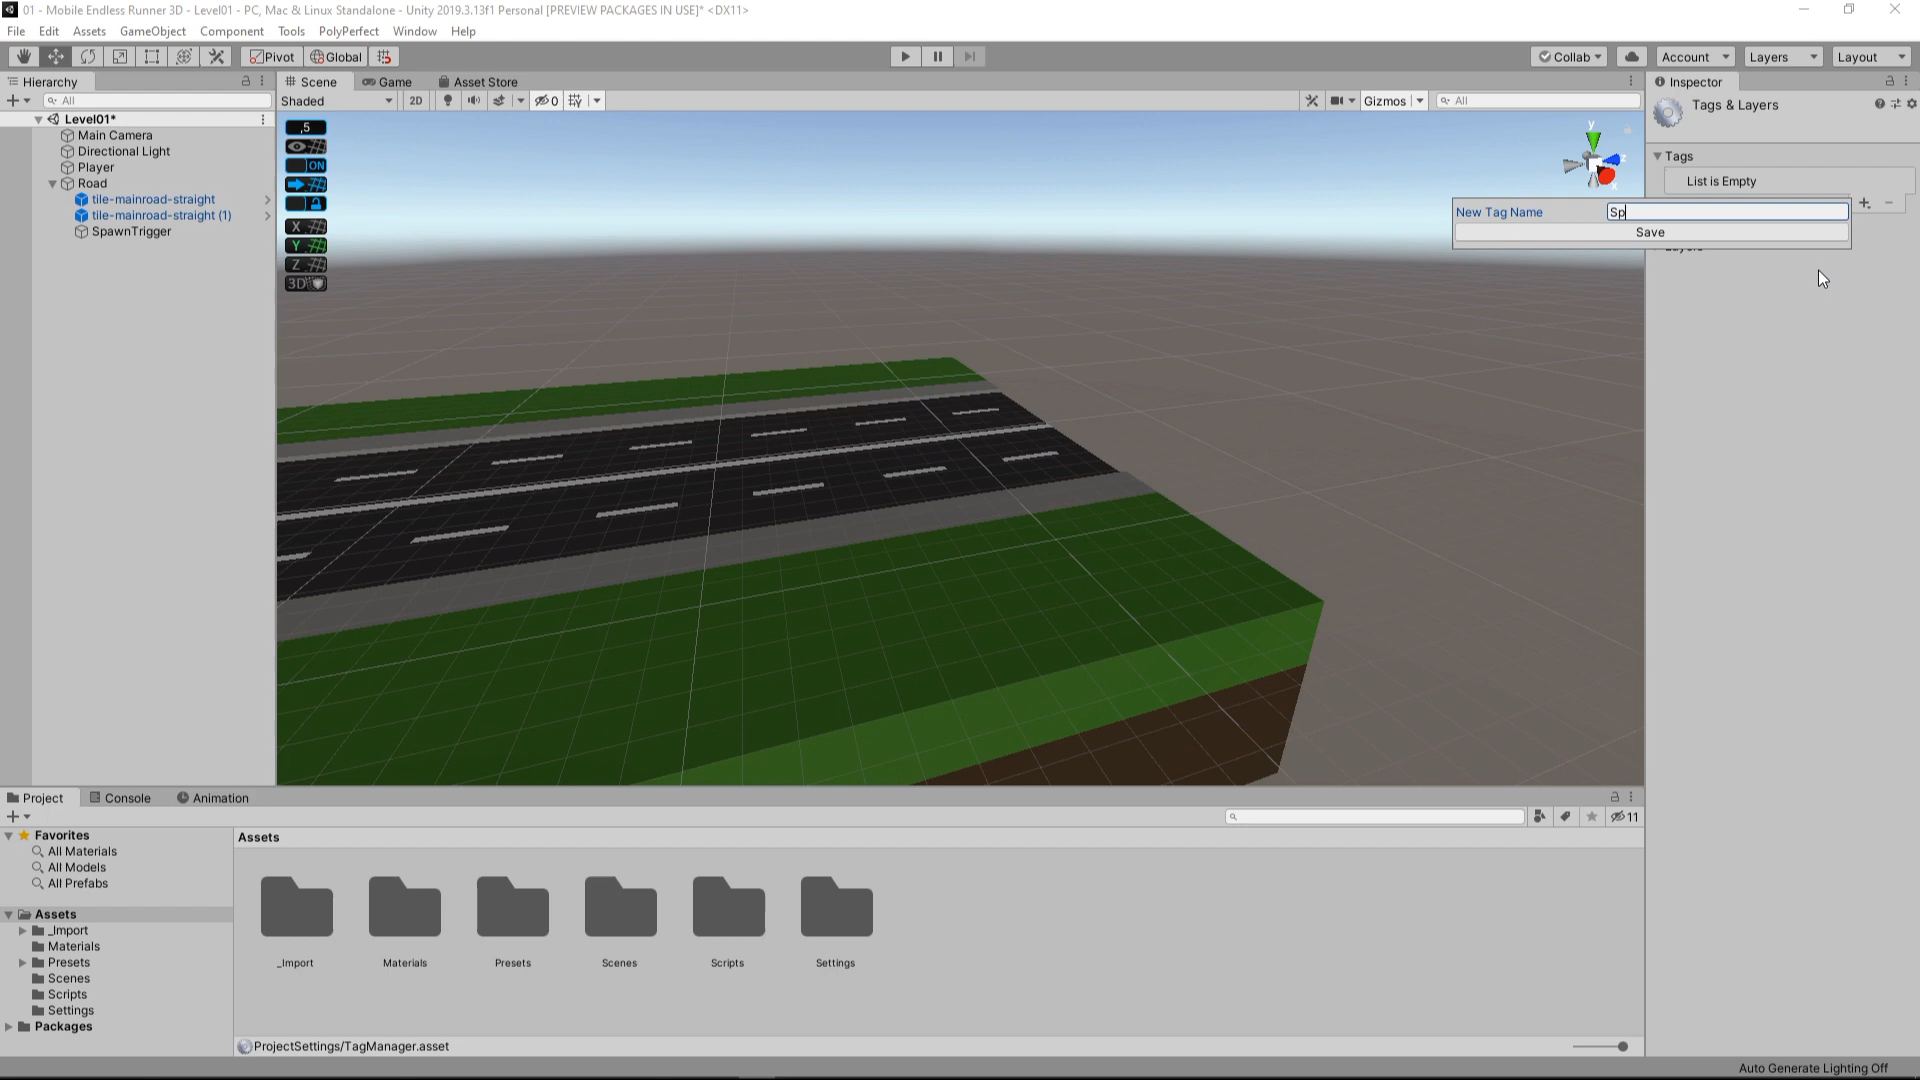 01 - Mobile Endless Runner 3D - Level01 - PC, Mac & Linux Standalone - Unity 2019.3.13f1 Personal [PREVIEW PACKAGES IN USE]* <DX11>
File Edit Assets GameObject Component Tools PolyPerfect Window Help
Pivot Global Collab Account Layers Layout
Hierarchy Scene Game Asset Store Inspector
All Shaded 2D 0 Gizmos All
Tags & Layers
Level01*
Main Camera
Directional Light
Player
Road
tile-mainroad-straight
tile-mainroad-straight (1)
SpawnTrigger
,5
ON
X
Y
Z
3D
y
z
x
Tags
List is Empty
New Tag Name Sp
Save
Project Console Animation
11
Favorites
All Materials
All Models
All Prefabs
Assets
_Import
Materials
Presets
Scenes
Scripts
Settings
Packages
Assets
_Import Materials Presets Scenes Scripts Settings
ProjectSettings/TagManager.asset
Auto Generate Lighting Off